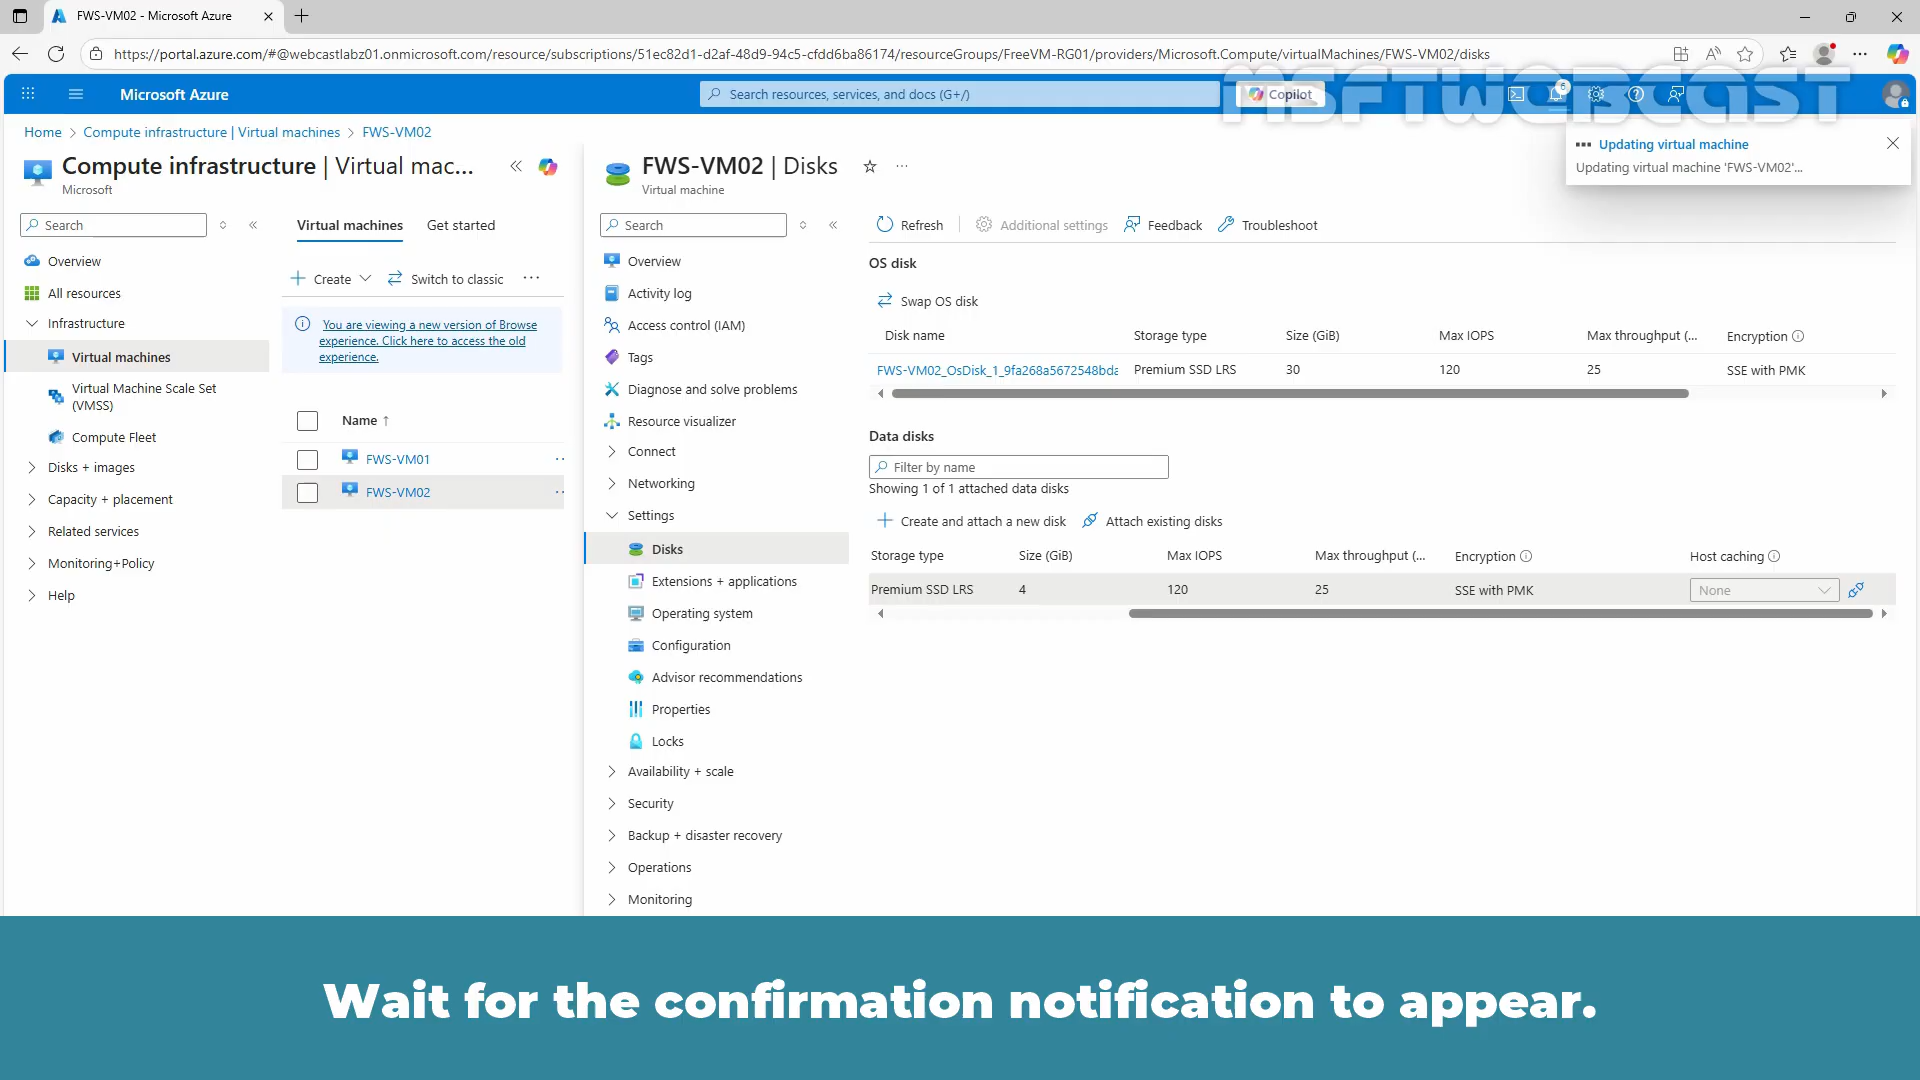 FWS-VM02 - Microsoft Azure
https://portal.azure.com/#@webcastlabz01.onmicrosoft.com/resource/subscriptions/51ec82d1-d2af-48d9-94c5-cfdd6ba86174/resourceGroups/FreeVM-RG01/providers/Microsoft.Compute/virtualMachines/FWS-VM02/disks
Microsoft Azure
Search resources, services, and docs (G+/)
Copilot
6
MSFTWEBCAST
Home > Compute infrastructure | Virtual machines > FWS-VM02
Updating virtual machine
Updating virtual machine 'FWS-VM02'...
Compute infrastructure | Virtual mac...
Microsoft
Search
Overview
All resources
Infrastructure
Virtual machines
Virtual Machine Scale Set
(VMSS)
Compute Fleet
Disks + images
Capacity + placement
Related services
Monitoring+Policy
Help
Virtual machines
Get started
Create
Switch to classic
You are viewing a new version of Browse
experience. Click here to access the old
experience.
Name ↑
FWS-VM01
FWS-VM02
FWS-VM02 | Disks
Virtual machine
Search
Overview
Activity log
Access control (IAM)
Tags
Diagnose and solve problems
Resource visualizer
Connect
Networking
Settings
Disks
Extensions + applications
Operating system
Configuration
Advisor recommendations
Properties
Locks
Availability + scale
Security
Backup + disaster recovery
Operations
Monitoring
Refresh
Additional settings
Feedback
Troubleshoot
OS disk
Swap OS disk
Disk name Storage type Size (GiB) Max IOPS Max throughput (... Encryption
FWS-VM02_OsDisk_1_9fa268a5672548bda Premium SSD LRS 30 120 25 SSE with PMK
Data disks
Filter by name
Showing 1 of 1 attached data disks
Create and attach a new disk
Attach existing disks
Storage type Size (GiB) Max IOPS Max throughput (... Encryption Host caching
Premium SSD LRS 4 120 25 SSE with PMK None
Wait for the confirmation notification to appear.